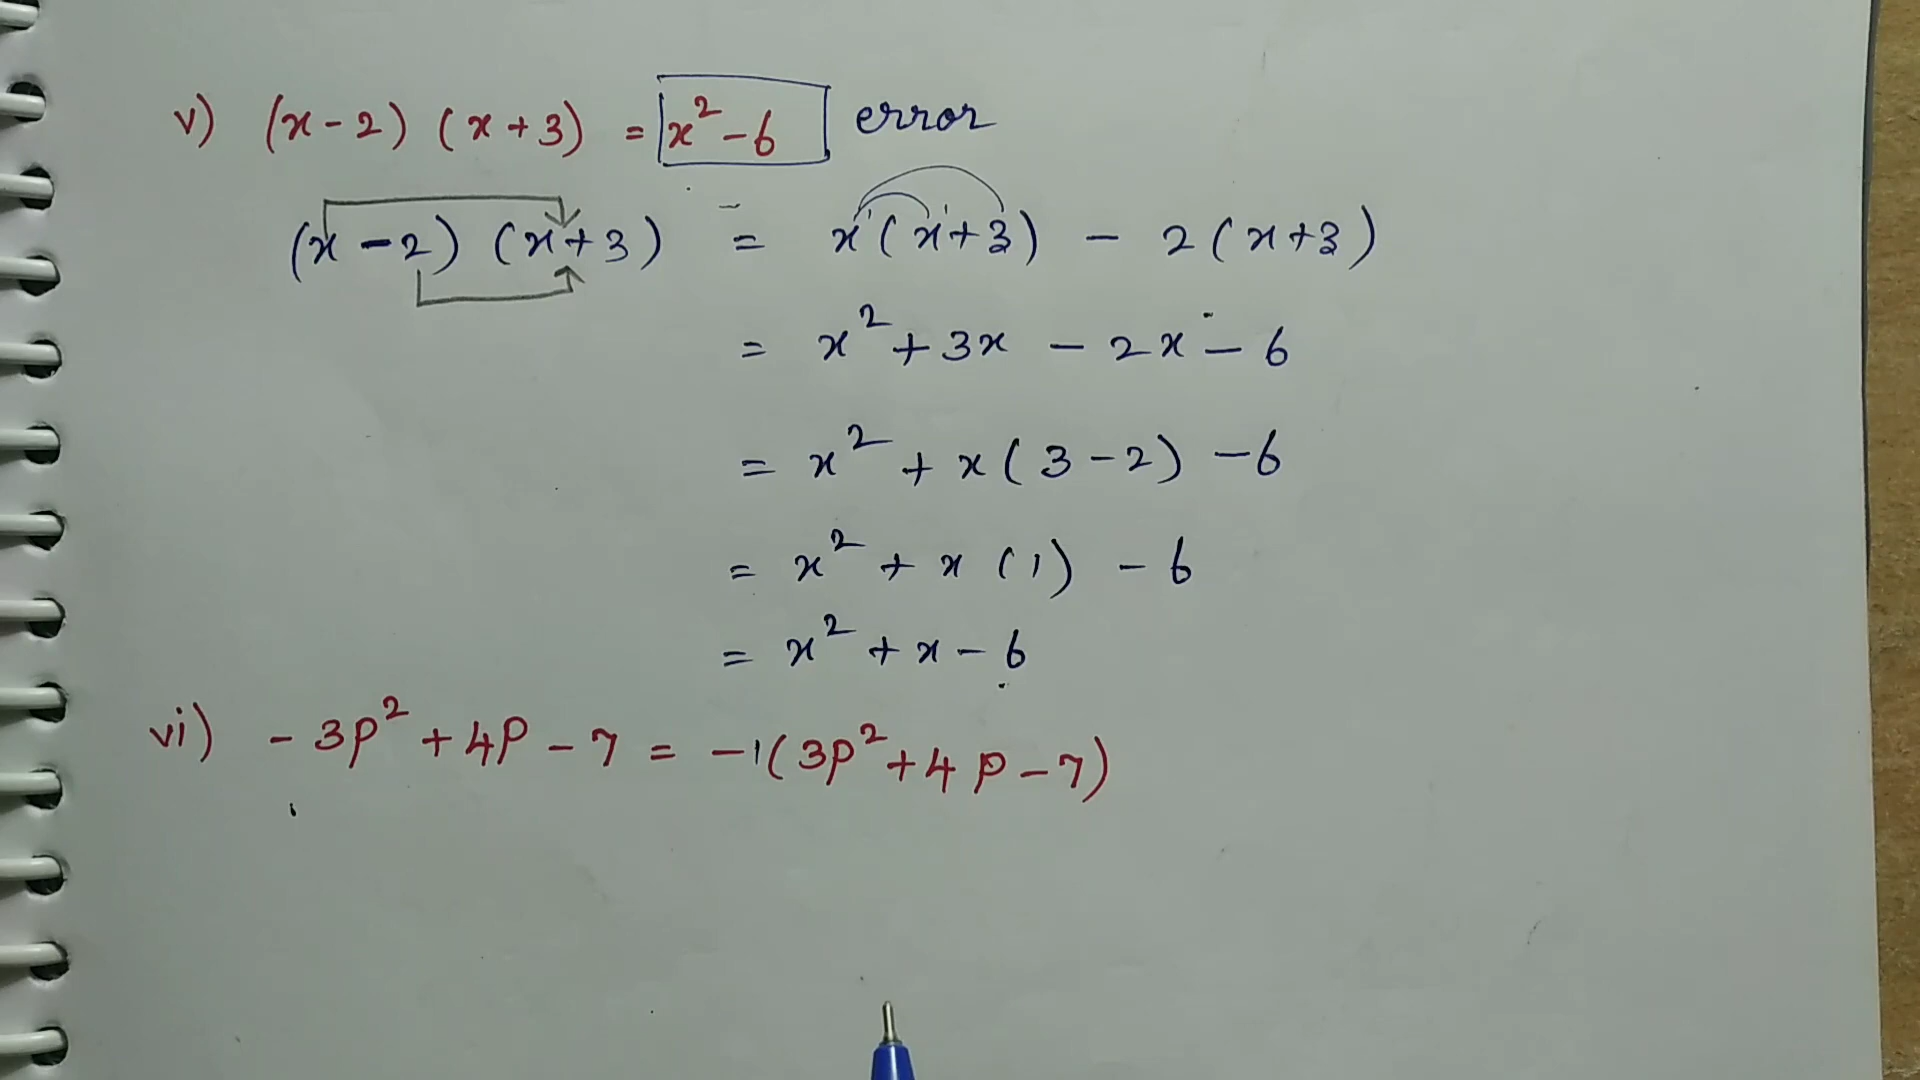 v) (x-2) (x+3) = x²-6 error
(x-2) (x+3) = x(x+3) - 2(x+3)
= x² + 3x - 2x - 6
= x² + x(3-2) - 6
= x² + x (1) - 6
= x² + x - 6
vi) -3p² + 4p - 7 = -1(3p² + 4p - 7)